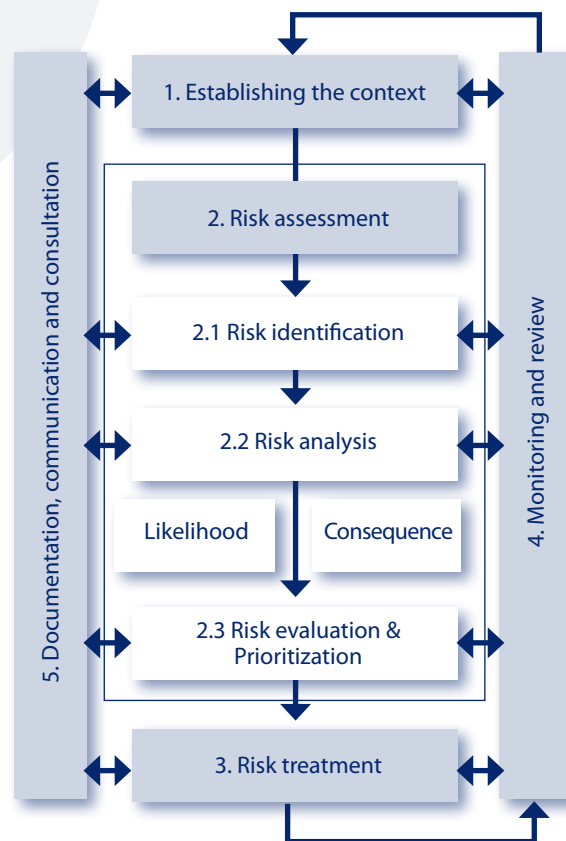 1. Establishing the context
2. Risk assessment
2.1 Risk identification
2.2 Risk analysis
Likelihood
Consequence
2.3 Risk evaluation &
Prioritization
3. Risk treatment
4. Monitoring and review
5. Documentation, communication and consultation